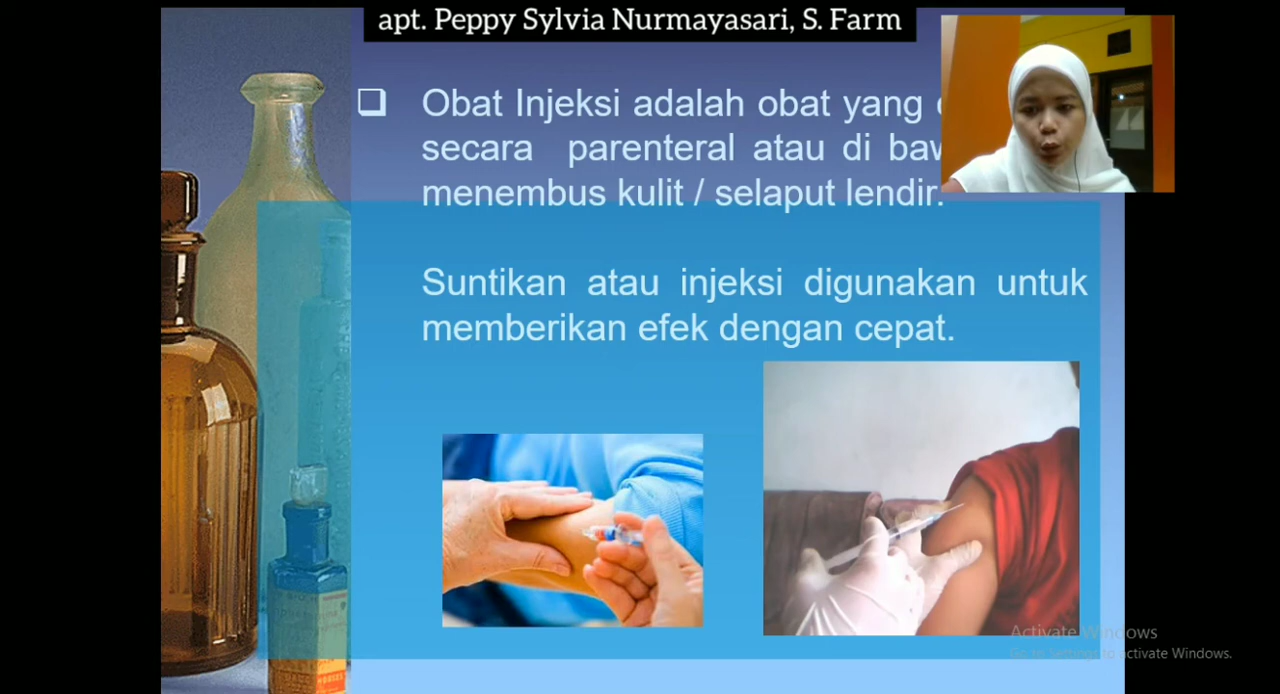 apt. Peppy Sylvia Nurmayasari, S. Farm
Obat Injeksi adalah obat yang
secara parenteral atau di
menembus kulit / selaput lendir.
Suntikan atau injeksi digunakan untuk
memberikan efek dengan cepat.
Activate Windows
Go to Settings to activate Windows.